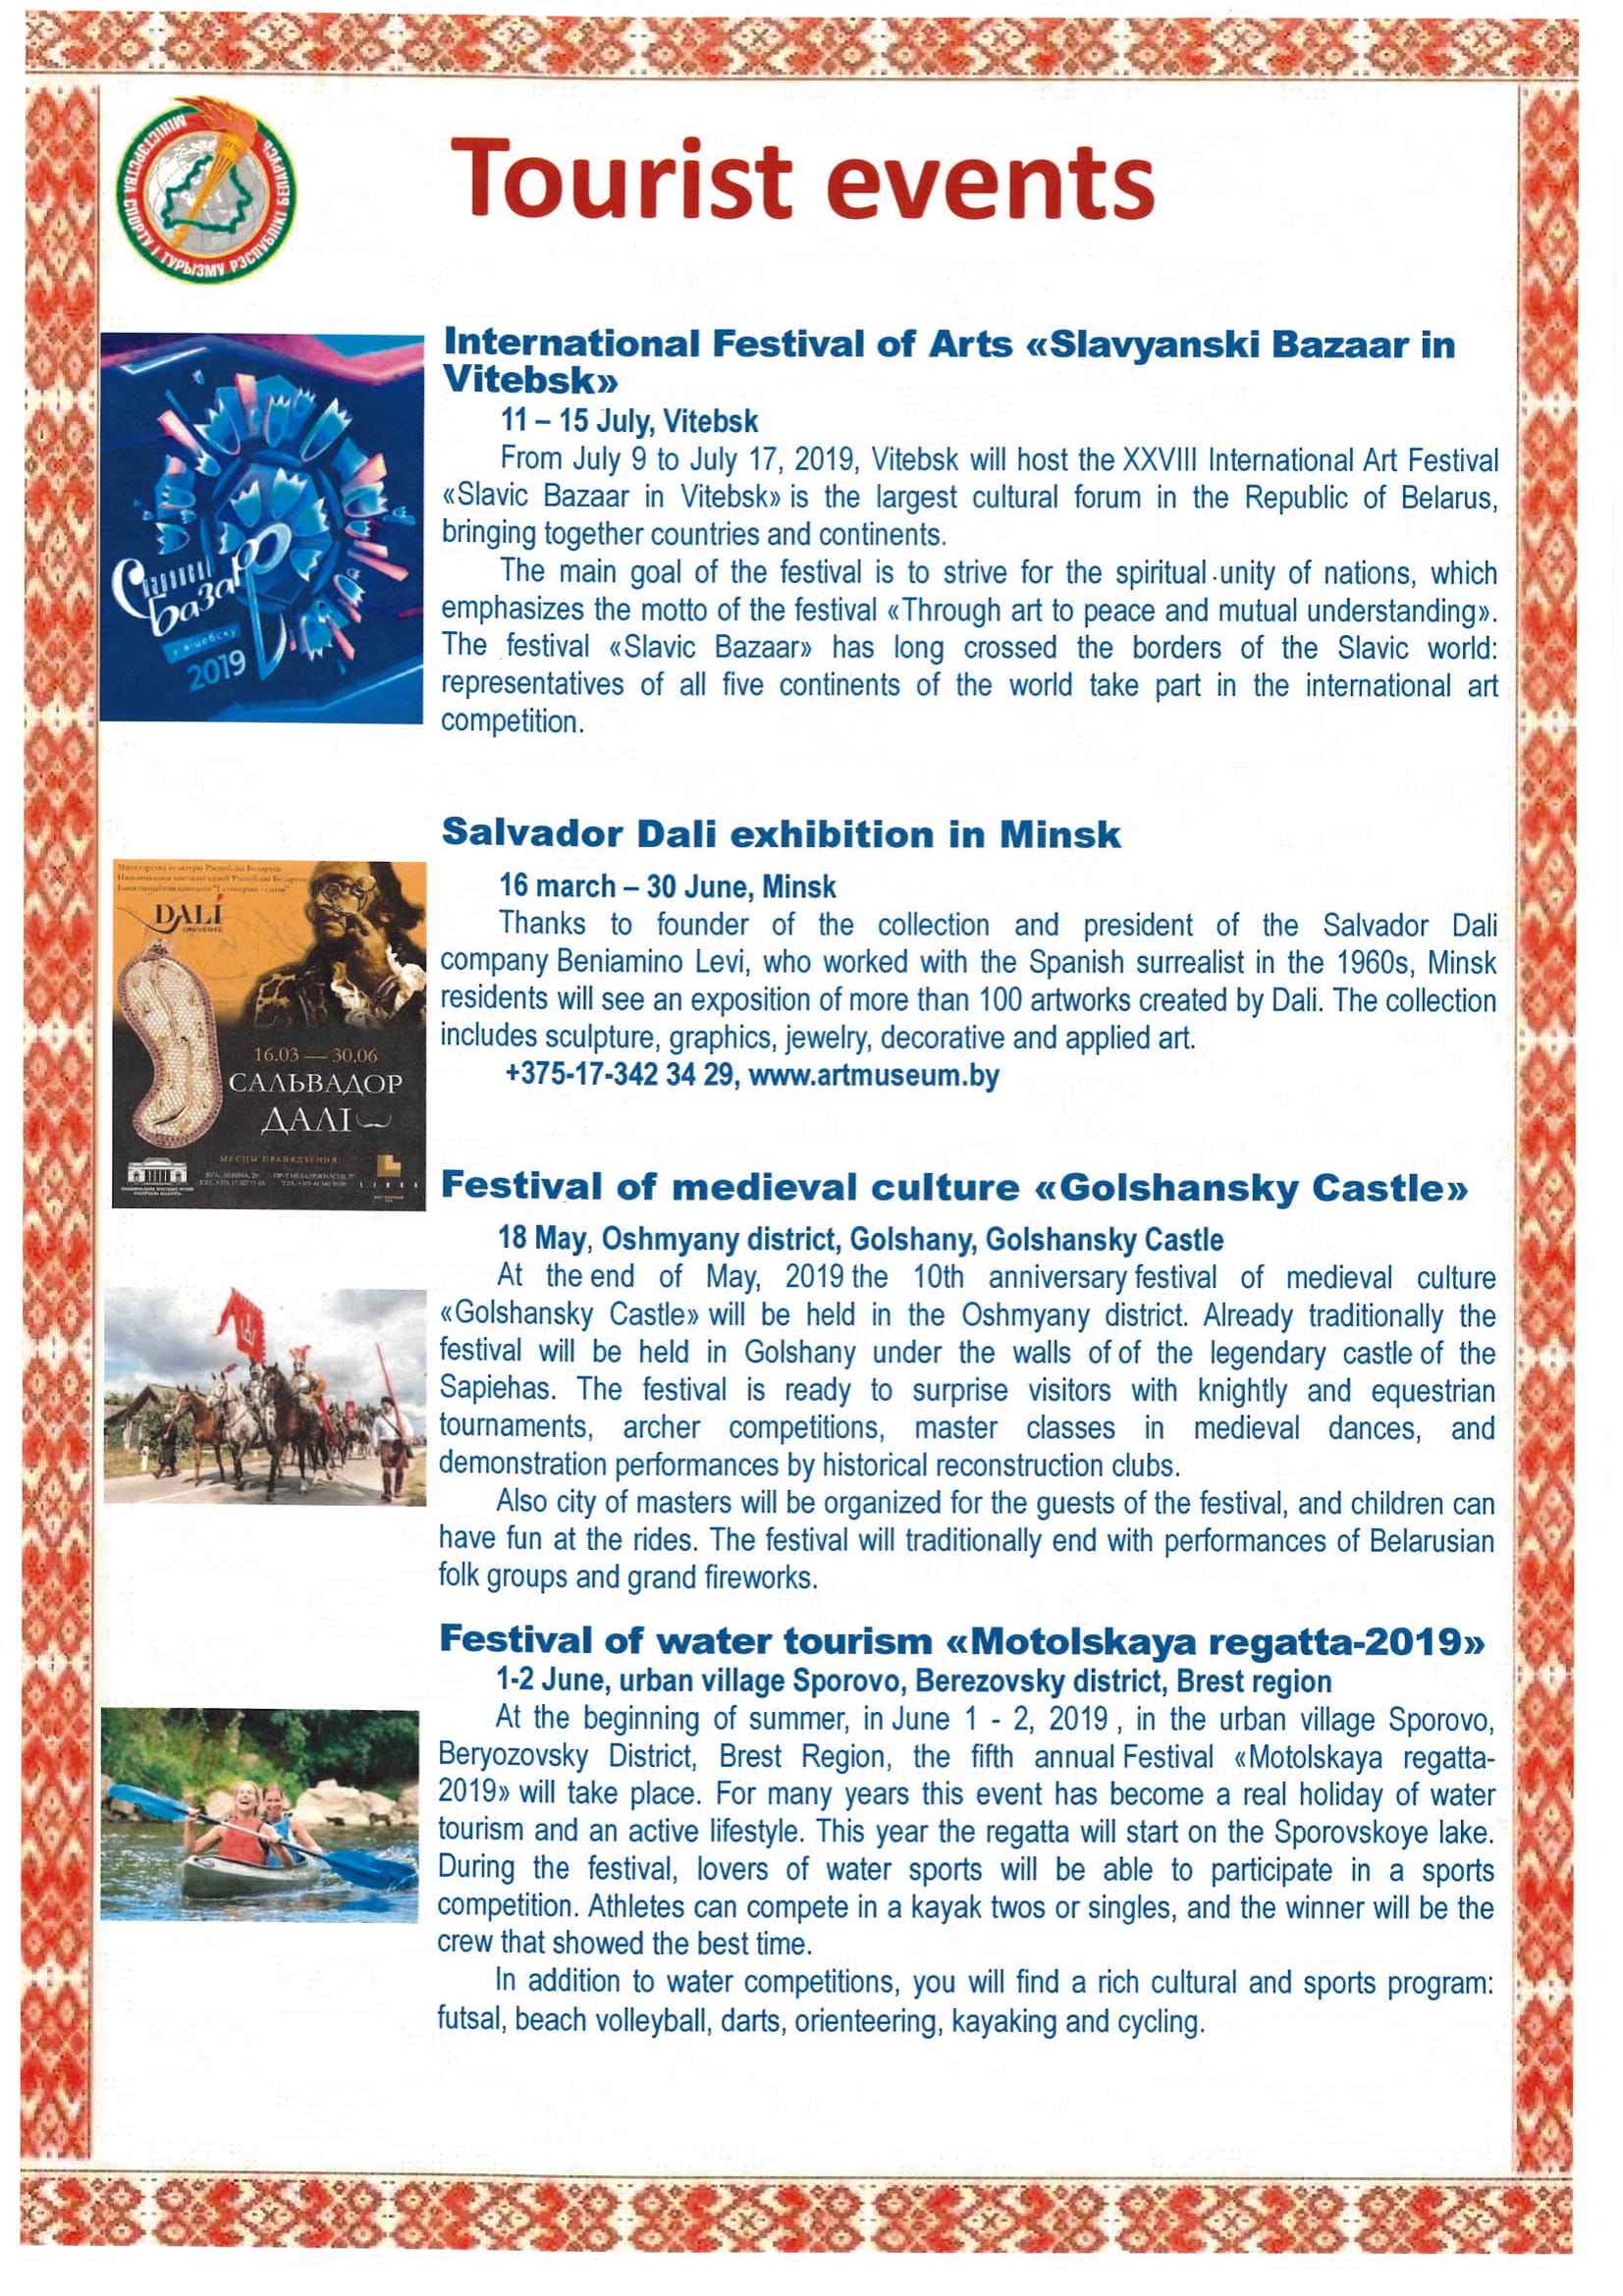 МІНІСТЭРСТВА СПОРТУ І ТУРЫЗМУ РЭСПУБЛІКІ БЕЛАРУСЬ
Tourist events
International Festival of Arts «Slavyanski Bazaar in
Vitebsk»
11 – 15 July, Vitebsk
From July 9 to July 17, 2019, Vitebsk will host the XXVIII International Art Festival
«Slavic Bazaar in Vitebsk» is the largest cultural forum in the Republic of Belarus,
bringing together countries and continents.
The main goal of the festival is to strive for the spiritual unity of nations, which
emphasizes the motto of the festival «Through art to peace and mutual understanding».
The festival «Slavic Bazaar» has long crossed the borders of the Slavic world:
representatives of all five continents of the world take part in the international art
competition.
Славянскі
базар
у Віцебску
2019
Salvador Dali exhibition in Minsk
16 march – 30 June, Minsk
Thanks to founder of the collection and president of the Salvador Dali
company Beniamino Levi, who worked with the Spanish surrealist in the 1960s, Minsk
residents will see an exposition of more than 100 artworks created by Dali. The collection
includes sculpture, graphics, jewelry, decorative and applied art.
+375-17-342 34 29, www.artmuseum.by
DALÍ
UNIVERSE
16.03 — 30.06
САЛЬВАДОР
ДАЛІ
МЕСЦЫ ПРАВЯДЗЕННЯ:
Festival of medieval culture «Golshansky Castle»
18 May, Oshmyany district, Golshany, Golshansky Castle
At the end of May, 2019 the 10th anniversary festival of medieval culture
«Golshansky Castle» will be held in the Oshmyany district. Already traditionally the
festival will be held in Golshany under the walls of of the legendary castle of the
Sapiehas. The festival is ready to surprise visitors with knightly and equestrian
tournaments, archer competitions, master classes in medieval dances, and
demonstration performances by historical reconstruction clubs.
Also city of masters will be organized for the guests of the festival, and children can
have fun at the rides. The festival will traditionally end with performances of Belarusian
folk groups and grand fireworks.
Festival of water tourism «Motolskaya regatta-2019»
1-2 June, urban village Sporovo, Berezovsky district, Brest region
At the beginning of summer, in June 1 - 2, 2019 , in the urban village Sporovo,
Beryozovsky District, Brest Region, the fifth annual Festival «Motolskaya regatta-
2019» will take place. For many years this event has become a real holiday of water
tourism and an active lifestyle. This year the regatta will start on the Sporovskoye lake.
During the festival, lovers of water sports will be able to participate in a sports
competition. Athletes can compete in a kayak twos or singles, and the winner will be the
crew that showed the best time.
In addition to water competitions, you will find a rich cultural and sports program:
futsal, beach volleyball, darts, orienteering, kayaking and cycling.